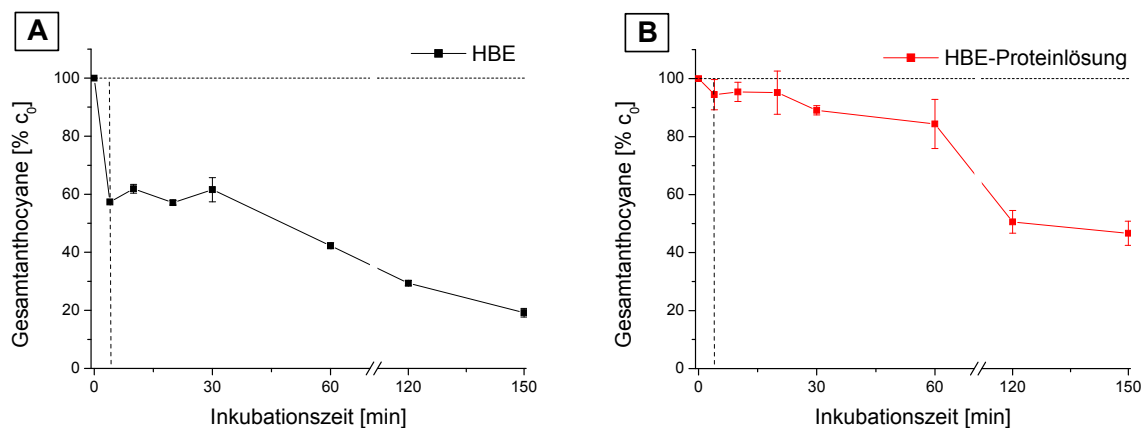 A
HBE
100
80
60
40
20
0
Gesamtanthocyane [% c0]
0 30 60 120 150
Inkubationszeit [min]
B
HBE-Proteinlösung
100
80
60
40
20
0
Gesamtanthocyane [% c0]
0 30 60 120 150
Inkubationszeit [min]